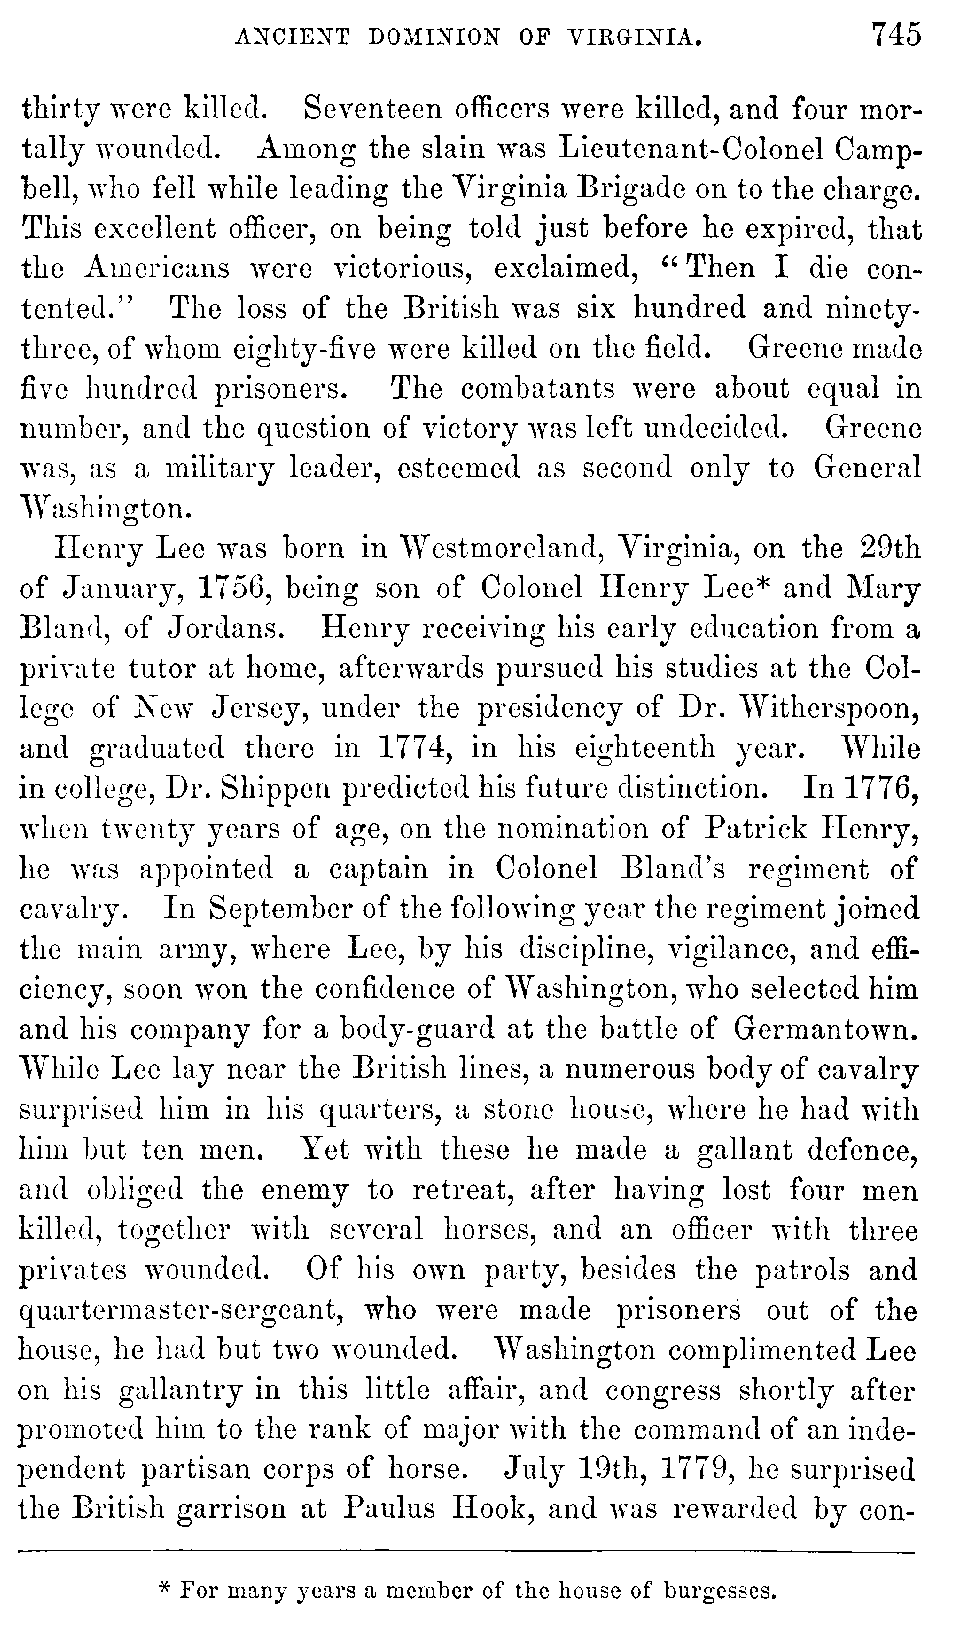 ANCIENT DOMINION OF VIRGINIA. 745
thirty were killed. Seventeen officers were killed, and four mor-
tally wounded. Among the slain was Lieutenant-Colonel Camp-
bell, who fell while leading the Virginia Brigade on to the charge.
This excellent officer, on being told just before he expired, that
the Americans were victorious, exclaimed, "Then I die con-
tented." The loss of the British was six hundred and ninety-
three, of whom eighty-five were killed on the field. Greene made
five hundred prisoners. The combatants were about equal in
number, and the question of victory was left undecided. Greene
was, as a military leader, esteemed as second only to General
Washington.
Henry Lee was born in Westmoreland, Virginia, on the 29th
of January, 1756, being son of Colonel Henry Lee* and Mary
Bland, of Jordans. Henry receiving his early education from a
private tutor at home, afterwards pursued his studies at the Col-
lege of New Jersey, under the presidency of Dr. Witherspoon,
and graduated there in 1774, in his eighteenth year. While
in college, Dr. Shippen predicted his future distinction. In 1776,
when twenty years of age, on the nomination of Patrick Henry,
he was appointed a captain in Colonel Bland's regiment of
cavalry. In September of the following year the regiment joined
the main army, where Lee, by his discipline, vigilance, and effi-
ciency, soon won the confidence of Washington, who selected him
and his company for a body-guard at the battle of Germantown.
While Lee lay near the British lines, a numerous body of cavalry
surprised him in his quarters, a stone house, where he had with
him but ten men. Yet with these he made a gallant defence,
and obliged the enemy to retreat, after having lost four men
killed, together with several horses, and an officer with three
privates wounded. Of his own party, besides the patrols and
quartermaster-sergeant, who were made prisoners out of the
house, he had but two wounded. Washington complimented Lee
on his gallantry in this little affair, and congress shortly after
promoted him to the rank of major with the command of an inde-
pendent partisan corps of horse. July 19th, 1779, he surprised
the British garrison at Paulus Hook, and was rewarded by con-
* For many years a member of the house of burgesses.